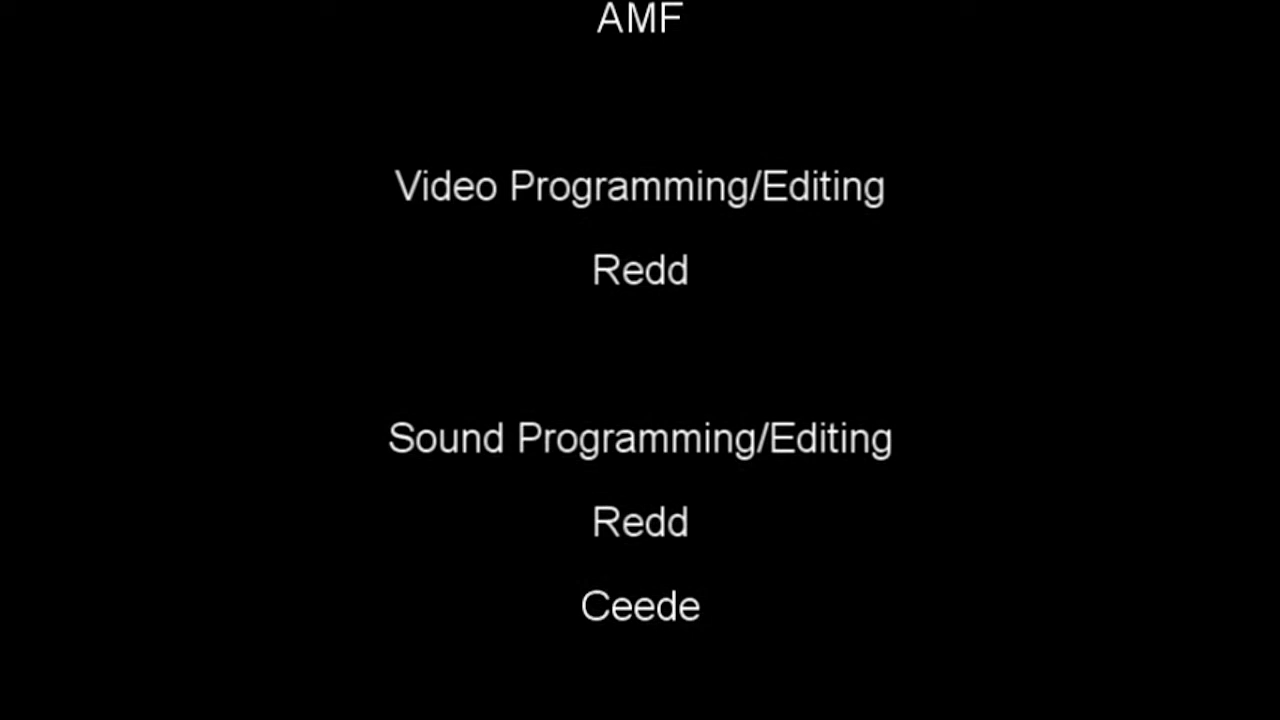 AMF
Video Programming/Editing
Redd
Sound Programming/Editing
Redd
Ceede